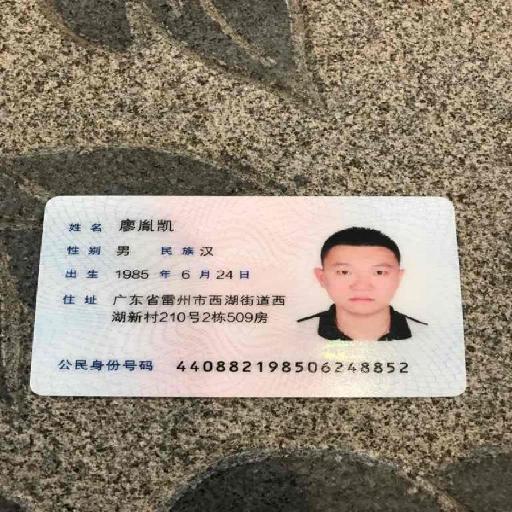 姓名 廖胤凯
性别 男 民族 汉
出生 1985 年 6 月 24 日
住址 广东省雷州市西湖街道西
湖新村210号2栋509房
公民身份号码 440882198506248852